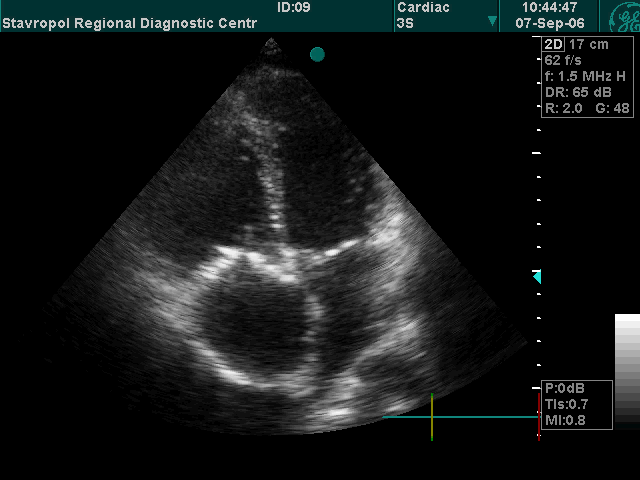 ID:09
Stavropol Regional Diagnostic Centr
Cardiac
3S
10:44:47
07-Sep-06
2D 17 cm
62 f/s
f: 1.5 MHz H
DR: 65 dB
R: 2.0 G: 48
P:0dB
TIs:0.7
MI:0.8